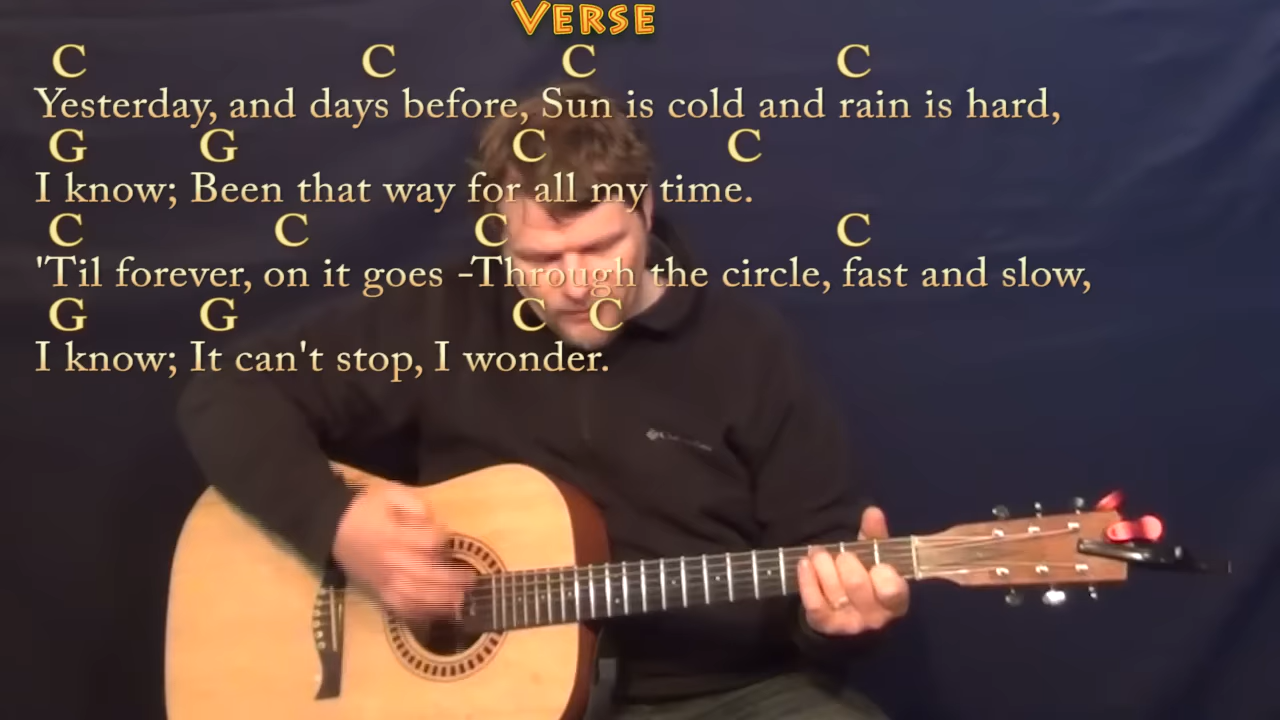 VERSE
C C C C
Yesterday, and days before, Sun is cold and rain is hard,
G G C C
I know; Been that way for all my time.
C C C C
'Til forever, on it goes -Through the circle, fast and slow,
G G C C
I know; It can't stop, I wonder.